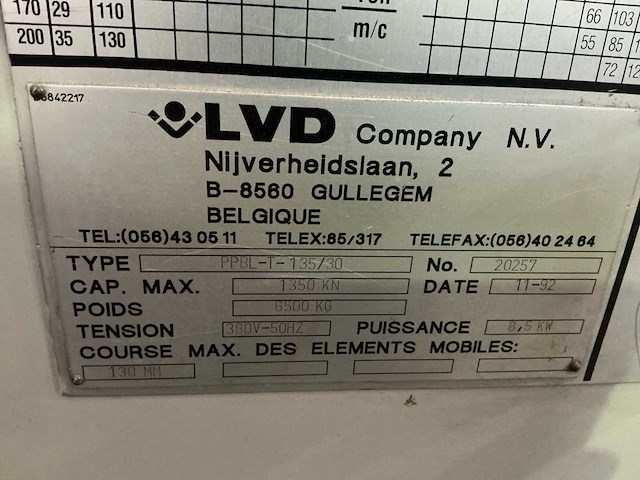 170 29 110
m/c
66 103
200 35 130
55 85
72
LVD Company N.V.
Nijverheidslaan, 2
B-8560 GULLEGEM
BELGIQUE
TEL:(056)43 05 11 TELEX:85/317 TELEFAX:(056)40 24 64
TYPE PPBL-T-135/30 No. 20257
CAP. MAX. 1350 KN DATE 11-92
POIDS 6500 KG
TENSION 380V-50HZ PUISSANCE 8,5 KW
COURSE MAX. DES ELEMENTS MOBILES:
130 MM